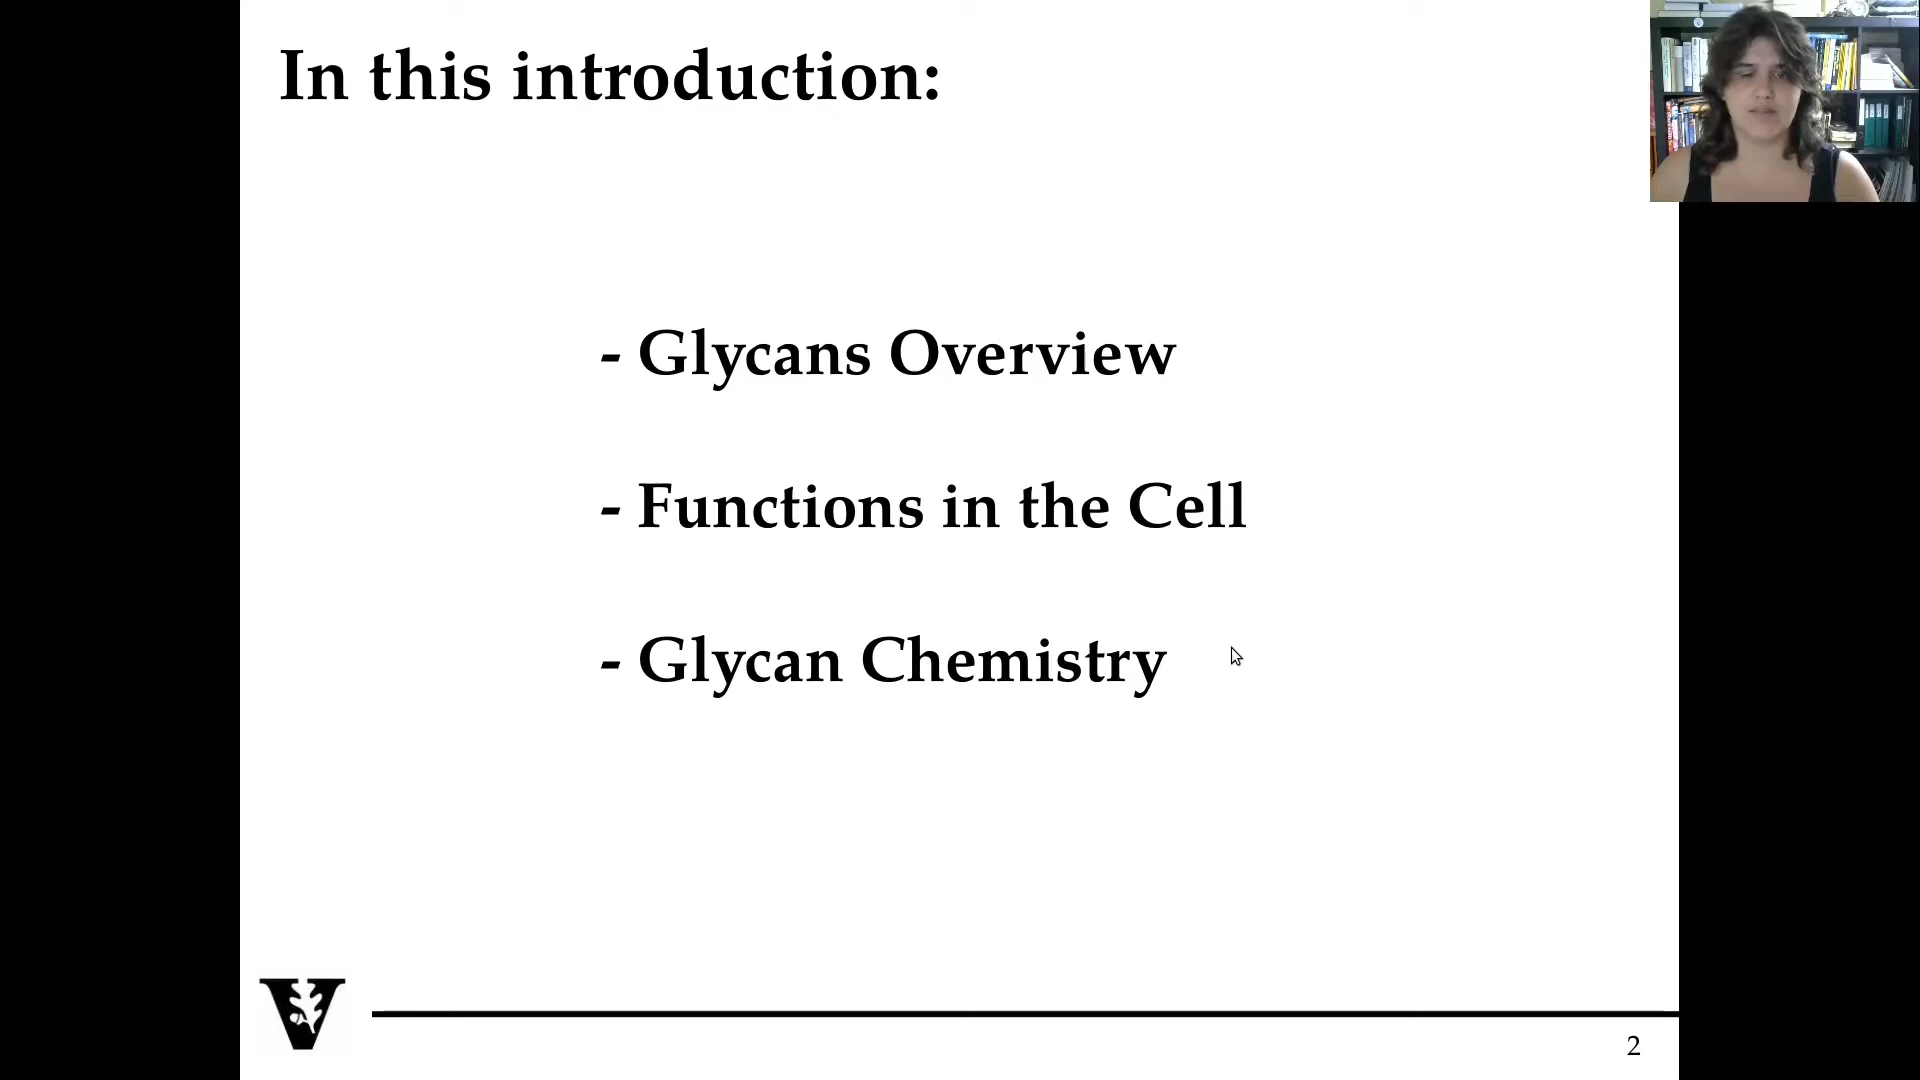 In this introduction:
- Glycans Overview
- Functions in the Cell
- Glycan Chemistry
V
2